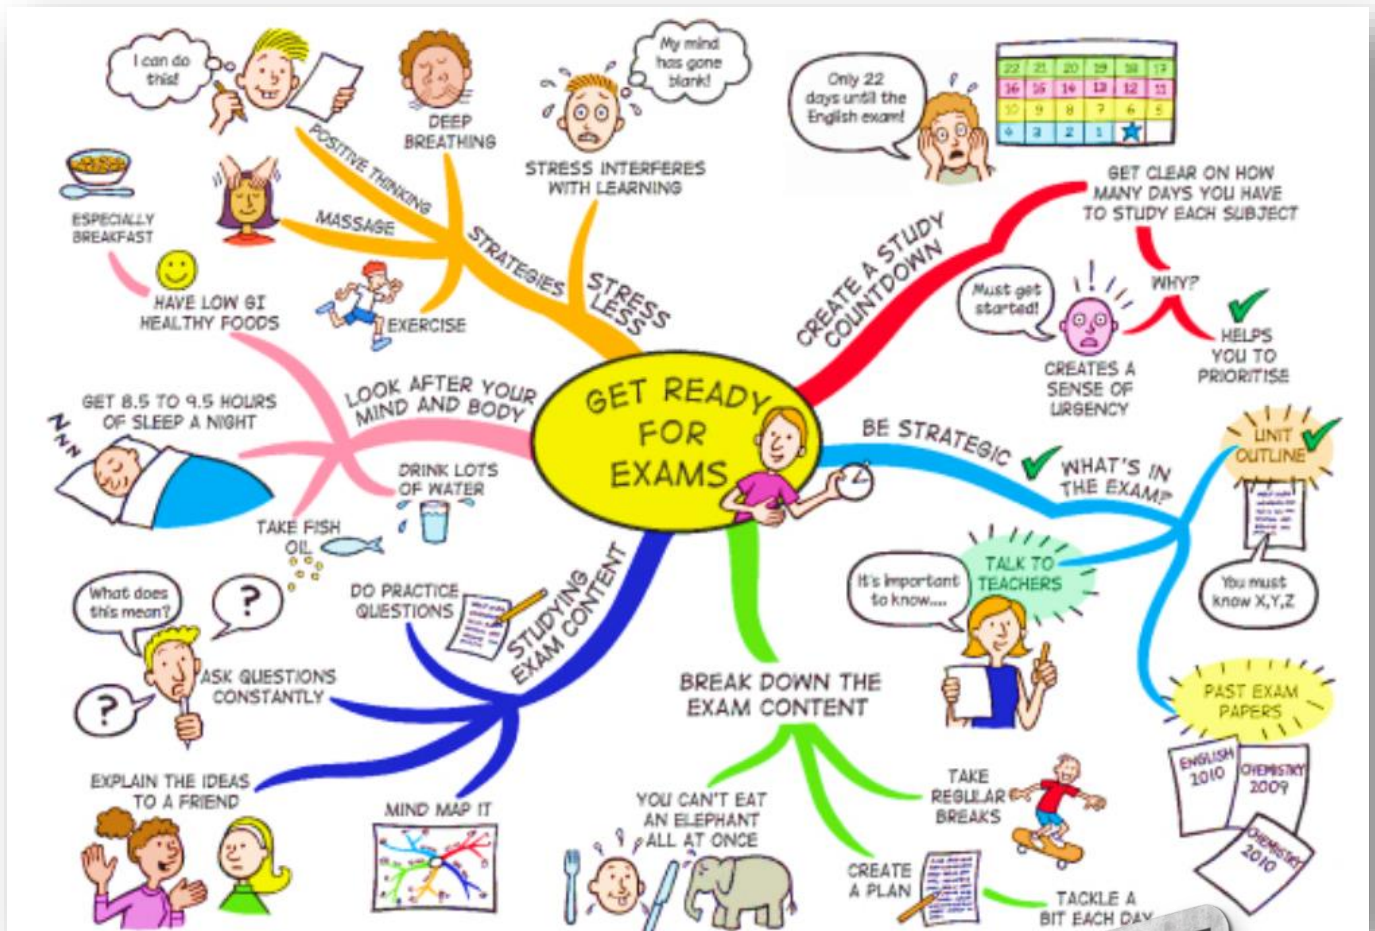 GET READY
FOR
EXAMS
CREATE A STUDY
COUNTDOWN
Only 22
days until the
English exam!
22 21 20 19 18 17
16 15 14 13 12 11
10 9 8 7 6 5
4 3 2 1
GET CLEAR ON HOW
MANY DAYS YOU HAVE
TO STUDY EACH SUBJECT
WHY?
Must get
started!
CREATES A
SENSE OF
URGENCY
HELPS
YOU TO
PRIORITISE
BE STRATEGIC
WHAT'S IN
THE EXAM?
UNIT
OUTLINE
You must
know X,Y,Z
TALK TO
TEACHERS
It's important
to know....
PAST EXAM
PAPERS
ENGLISH
2010
CHEMISTRY
2009
CHEMISTRY
2010
BREAK DOWN THE
EXAM CONTENT
TAKE
REGULAR
BREAKS
CREATE
A PLAN
TACKLE A
BIT EACH DAY
YOU CAN'T EAT
AN ELEPHANT
ALL AT ONCE
STUDYING
EXAM CONTENT
DO PRACTICE
QUESTIONS
ASK QUESTIONS
CONSTANTLY
What does
this mean?
?
?
EXPLAIN THE IDEAS
TO A FRIEND
MIND MAP IT
LOOK AFTER YOUR
MIND AND BODY
DRINK LOTS
OF WATER
TAKE FISH
OIL
GET 8.5 TO 9.5 HOURS
OF SLEEP A NIGHT
Z Z Z
HAVE LOW GI
HEALTHY FOODS
ESPECIALLY
BREAKFAST
STRESS
LESS
STRATEGIES
EXERCISE
MASSAGE
POSITIVE THINKING
I can do
this!
DEEP
BREATHING
STRESS INTERFERES
WITH LEARNING
My mind
has gone
blank!